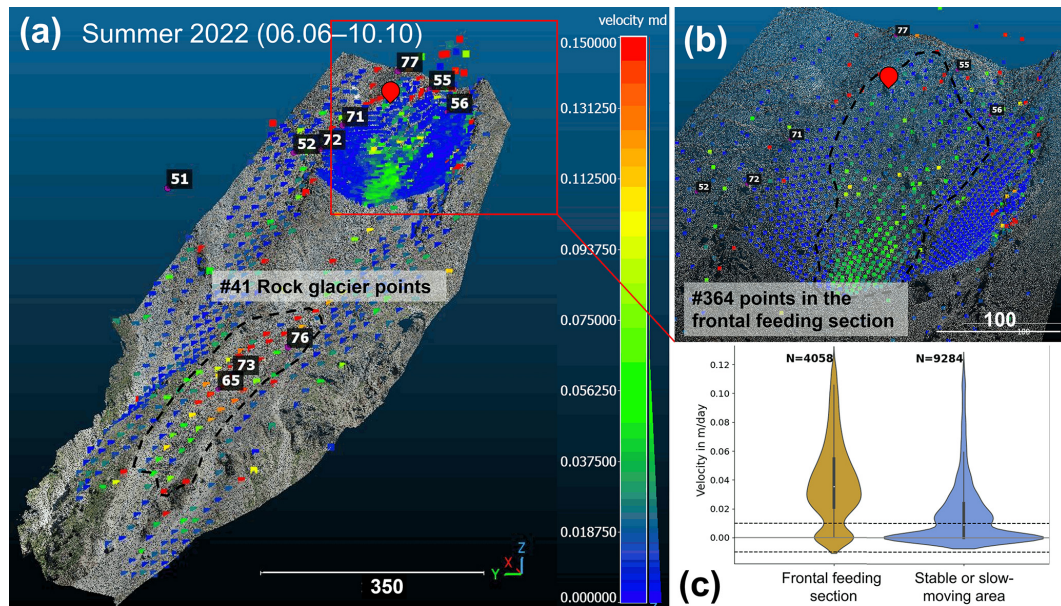 (a) Summer 2022 (06.06–10.10)
velocity md
0.150000
0.131250
0.112500
0.093750
0.075000
0.056250
0.037500
0.018750
0.000000
77
55
56
71
72
52
51
#41 Rock glacier points
76
73
65
350
Z
X
Y
(b)
77
55
56
71
72
52
#364 points in the
frontal feeding section
100
(c)
N=4058
N=9284
Velocity in m/day
0.12
0.10
0.08
0.06
0.04
0.02
0.00
Frontal feeding
section
Stable or slow-
moving area